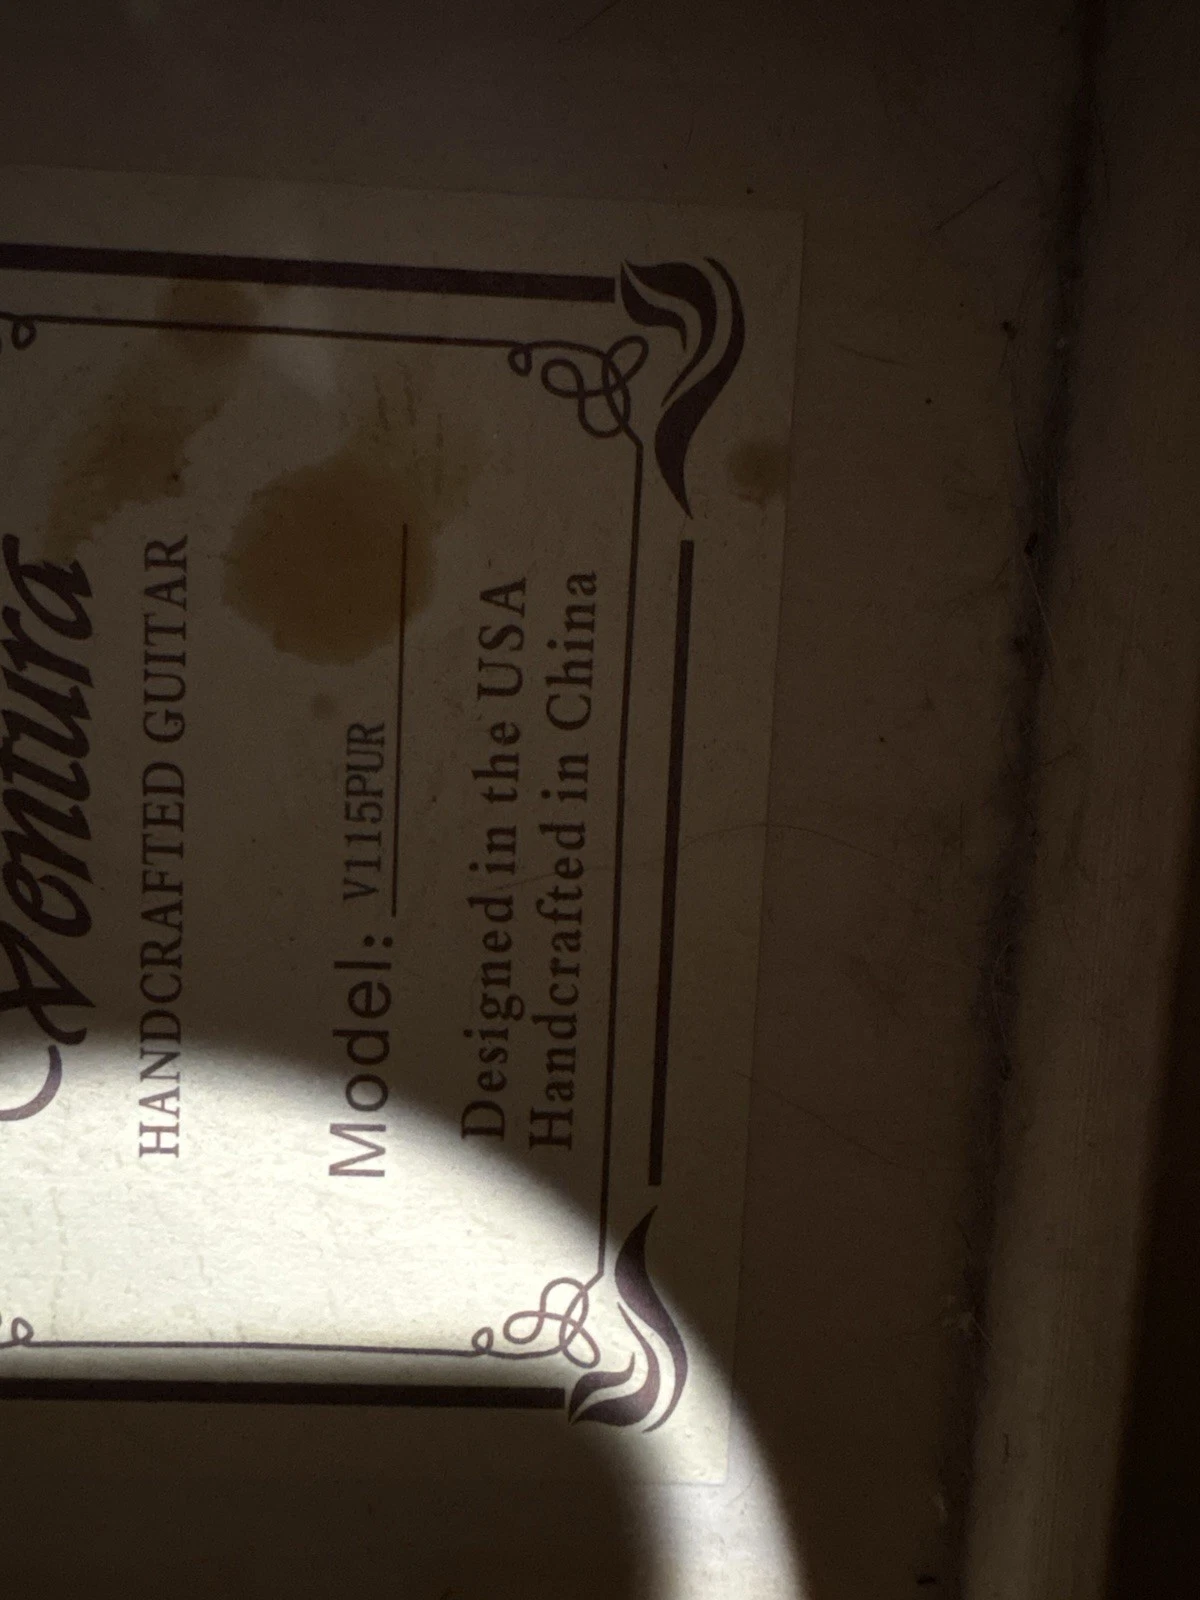 Ventura
HANDCRAFTED GUITAR
Model: V115PUR
Designed in the USA
Handcrafted in China